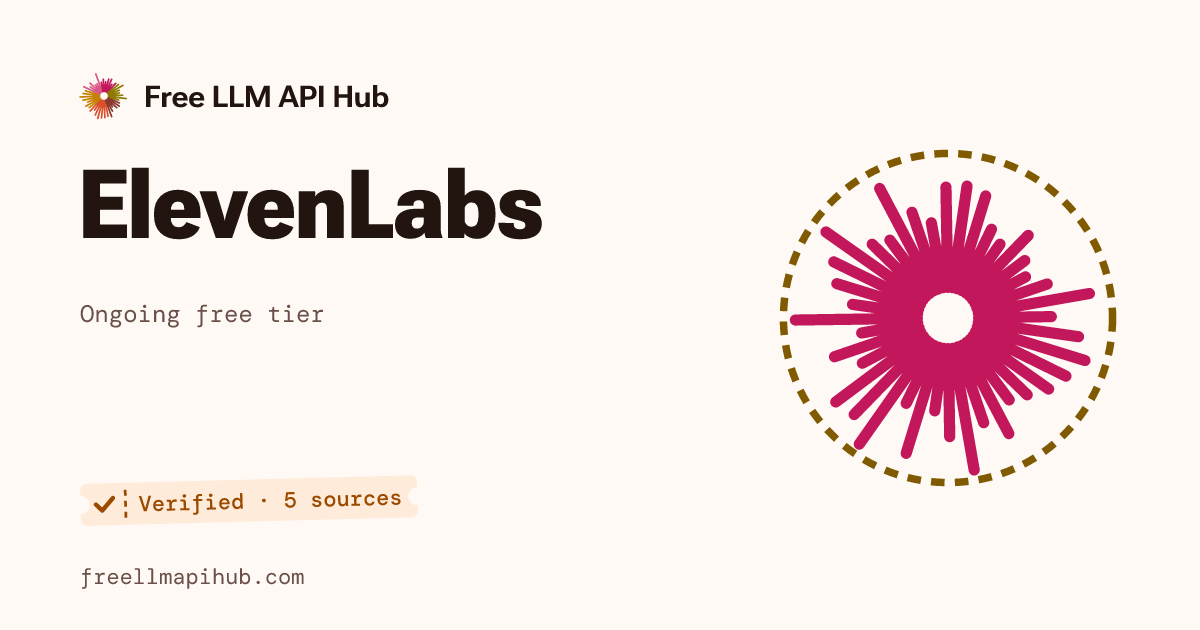 Free LLM API Hub
ElevenLabs
Ongoing free tier
Verified · 5 sources
freellmapihub.com